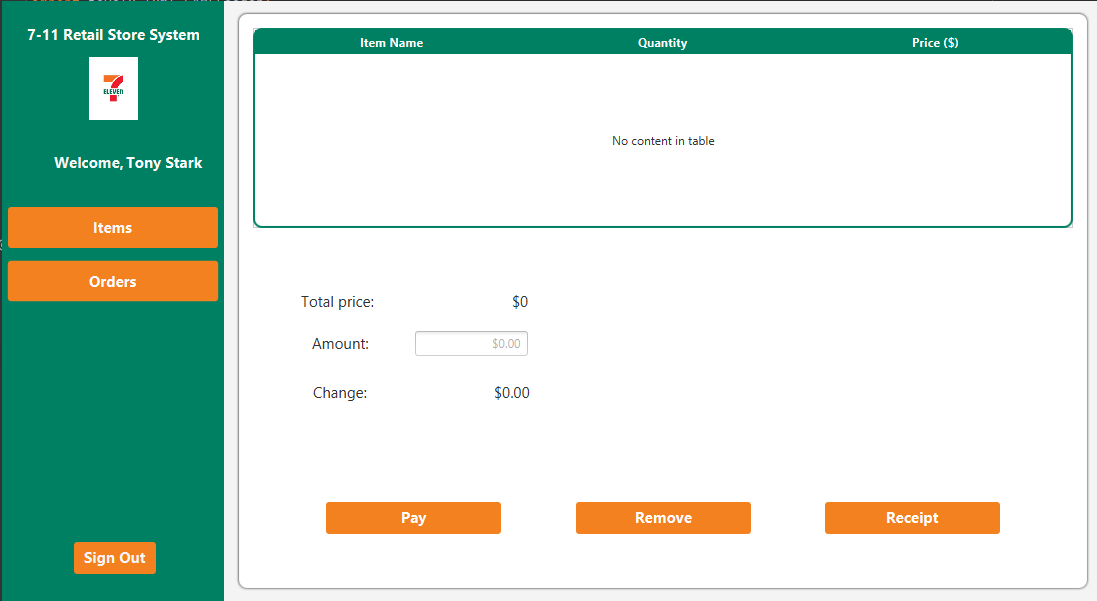 7-11 Retail Store System
ELEVEN
Welcome, Tony Stark
Items
Orders
Sign Out
Item Name Quantity Price ($)
No content in table
Total price: $0
Amount: $0.00
Change: $0.00
Pay Remove Receipt